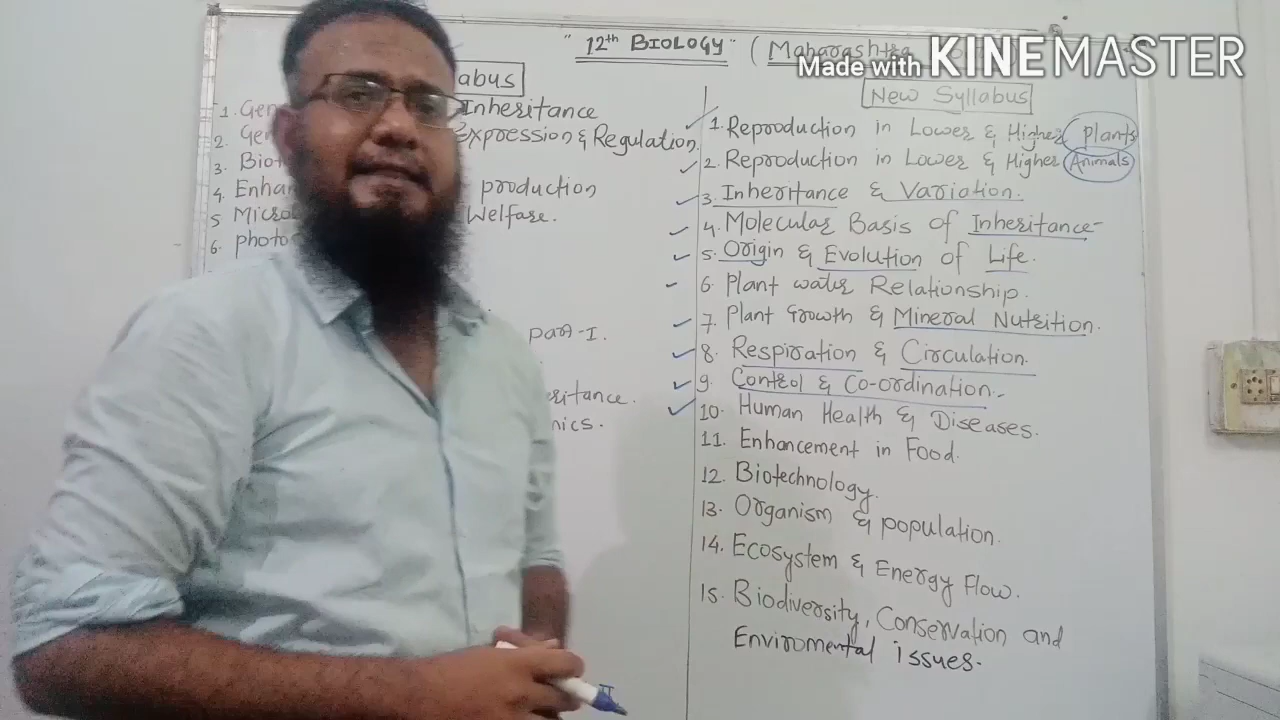 "12th BIOLOGY" (Maharashtra
Made with KINEMASTER
abus
1. Gen Inheritance
2. Gen Expression & Regulation.
3. Biot
4. Enhan production
5 Microb Welfare.
6. photo
part-I.
eritance.
nics.
New Syllabus
1. Reproduction in Lower & Higher plants
2. Reproduction in Lower & Higher Animals
3. Inheritance & Variation.
4. Molecular Basis of Inheritance-
5. Origin & Evolution of Life.
6 Plant water Relationship.
7. Plant Growth & Mineral Nutrition.
8. Respiration & Circulation.
9. Control & Co-ordination.
10. Human Health & Diseases.
11. Enhancement in Food.
12. Biotechnology.
13. Organism & population.
14. Ecosystem & Energy Flow.
15. Biodiversity, Conservation and
Enviromental issues.